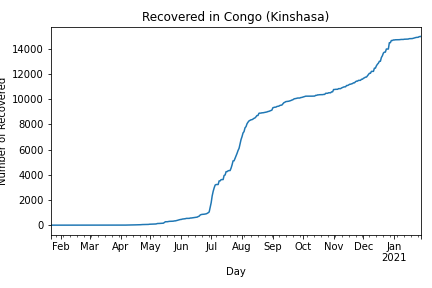 Recovered in Congo (Kinshasa)
Number of Recovered
14000
12000
10000
8000
6000
4000
2000
0
Feb Mar Apr May Jun Jul Aug Sep Oct Nov Dec Jan
2021
Day